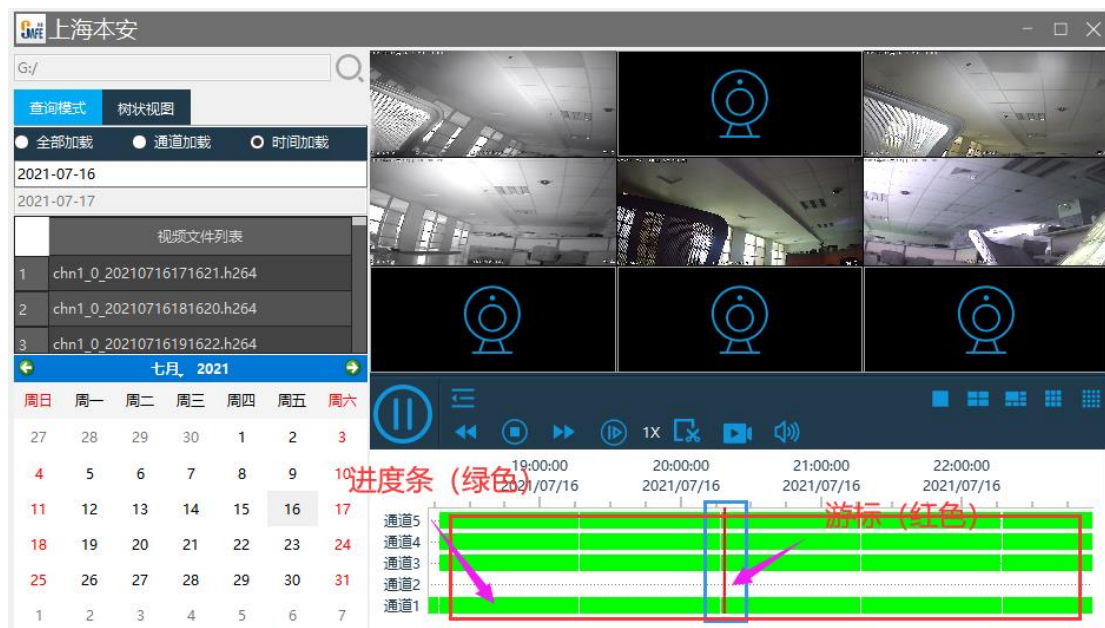 SAFE 上海本安
G:/
查询模式 树状视图
全部加载 通道加载 时间加载
2021-07-16
2021-07-17
视频文件列表
1 chn1_0_20210716171621.h264
2 chn1_0_20210716181620.h264
3 chn1_0_20210716191622.h264
七月, 2021
周日 周一 周二 周三 周四 周五 周六
27 28 29 30 1 2 3
4 5 6 7 8 9 10
11 12 13 14 15 16 17
18 19 20 21 22 23 24
25 26 27 28 29 30 31
1 2 3 4 5 6 7
1X
19:00:00 20:00:00 21:00:00 22:00:00
2021/07/16 2021/07/16 2021/07/16 2021/07/16
进度条（绿色）
游标（红色）
通道5
通道4
通道3
通道2
通道1